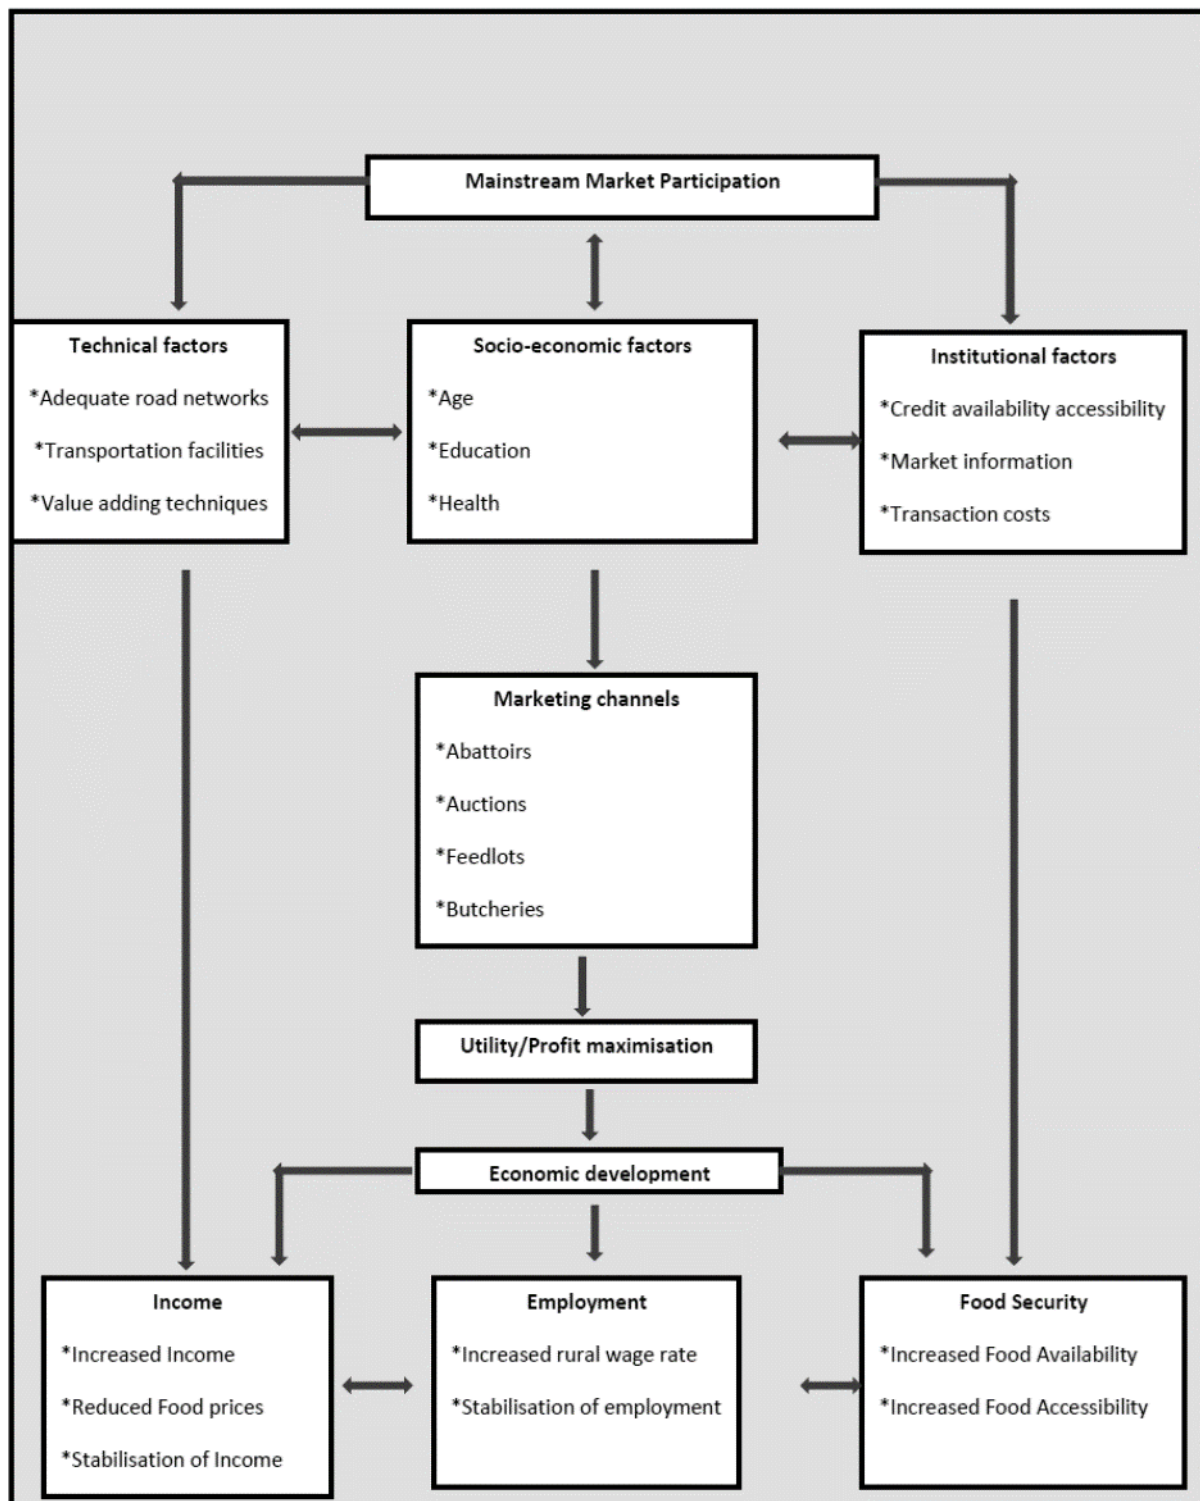 Mainstream Market Participation
Technical factors
*Adequate road networks
*Transportation facilities
*Value adding techniques
Socio-economic factors
*Age
*Education
*Health
Institutional factors
*Credit availability accessibility
*Market information
*Transaction costs
Marketing channels
*Abattoirs
*Auctions
*Feedlots
*Butcheries
Utility/Profit maximisation
Economic development
Income
*Increased Income
*Reduced Food prices
*Stabilisation of Income
Employment
*Increased rural wage rate
*Stabilisation of employment
Food Security
*Increased Food Availability
*Increased Food Accessibility